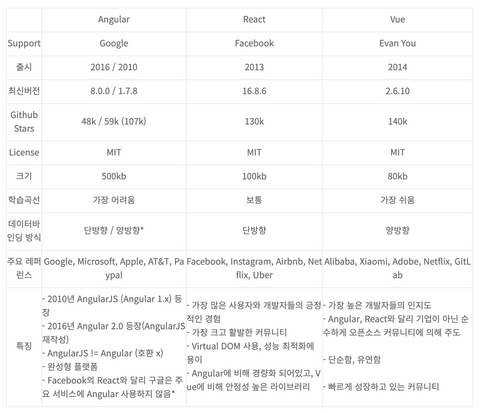 Angular React Vue
Support Google Facebook Evan You
출시 2016 / 2010 2013 2014
최신버전 8.0.0 / 1.7.8 16.8.6 2.6.10
Github
Stars
48k / 59k (107k) 130k 140k
License MIT MIT MIT
크기 500kb 100kb 80kb
학습곡선 가장 어려움 보통 가장 쉬움
데이터바
인딩 방식
단방향 / 양방향* 단방향 양방향
주요 레퍼
런스
Google, Microsoft, Apple, AT&T, Pa
ypal
Facebook, Instagram, Airbnb, Net
flix, Uber
Alibaba, Xiaomi, Adobe, Netflix, GitL
ab
특징
- 2010년 AngularJS (Angular 1.x) 등
장
- 2016년 Angular 2.0 등장(AngularJS
재작성)
- AngularJS != Angular (호환 x)
- 완성형 플랫폼
- Facebook의 React와 달리 구글은 주
요 서비스에 Angular 사용하지 않음*
- 가장 많은 사용자와 개발자들의 긍정
적인 경험
- 가장 크고 활발한 커뮤니티
- Virtual DOM 사용, 성능 최적화에
용이
- Angular에 비해 경량화 되어있고, V
ue에 비해 안정성 높은 라이브러리
- 가장 높은 개발자들의 인지도
- Angular, React와 달리 기업이 아닌 순
수하게 오픈소스 커뮤니티에 의해 주도
- 단순함, 유연함
- 빠르게 성장하고 있는 커뮤니티